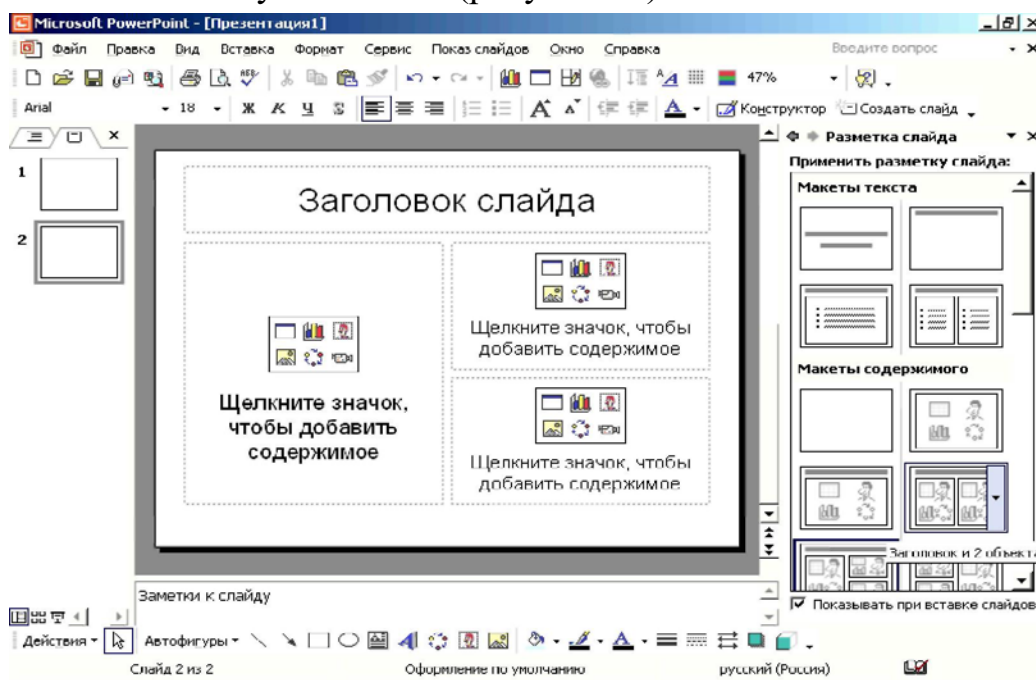 Microsoft PowerPoint - [Презентация1]
Файл Правка Вид Вставка Формат Сервис Показ слайдов Окно Справка Введите вопрос
47%
Arial 18 Ж К Ч S Конструктор Создать слайд
Разметка слайда
Применить разметку слайда:
Макеты текста
1
2
Заголовок слайда
Щелкните значок, чтобы
добавить содержимое
Щелкните значок,
чтобы добавить
содержимое
Щелкните значок, чтобы
добавить содержимое
Макеты содержимого
Заголовок и 2 объекта
Показывать при вставке слайдов
Заметки к слайду
Действия Автофигуры
Слайд 2 из 2 Оформление по умолчанию русский (Россия)